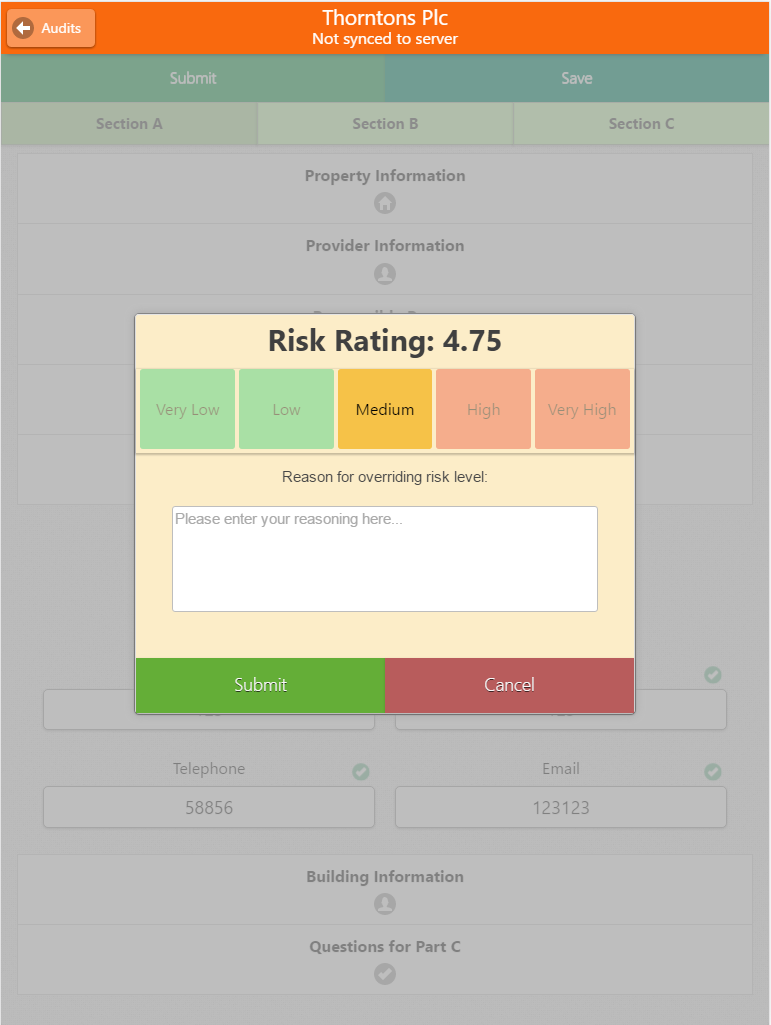 Thorntons Plc
Audits
Not synced to server
Submit Save
Section A Section B Section C
Property Information
Provider Information
Risk Rating: 4.75
Very Low Low Medium High Very High
Reason for overriding risk level:
Please enter your reasoning here...
Submit Cancel
Telephone Email
58856 123123
Building Information
Questions for Part C